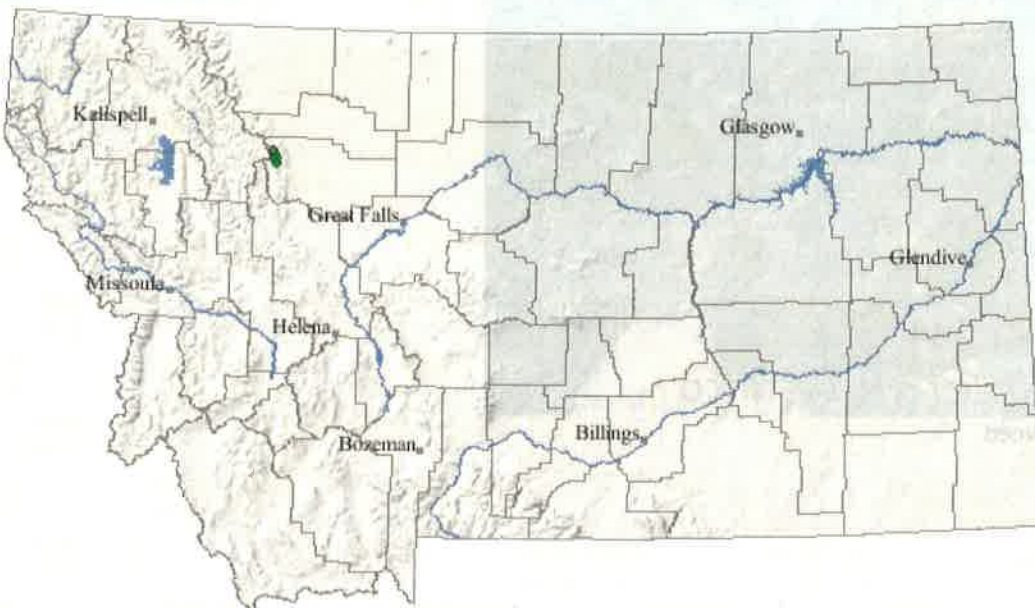 Kalispell
Glasgow
Great Falls
Glendive
Missoula
Helena
Billings
Bozeman